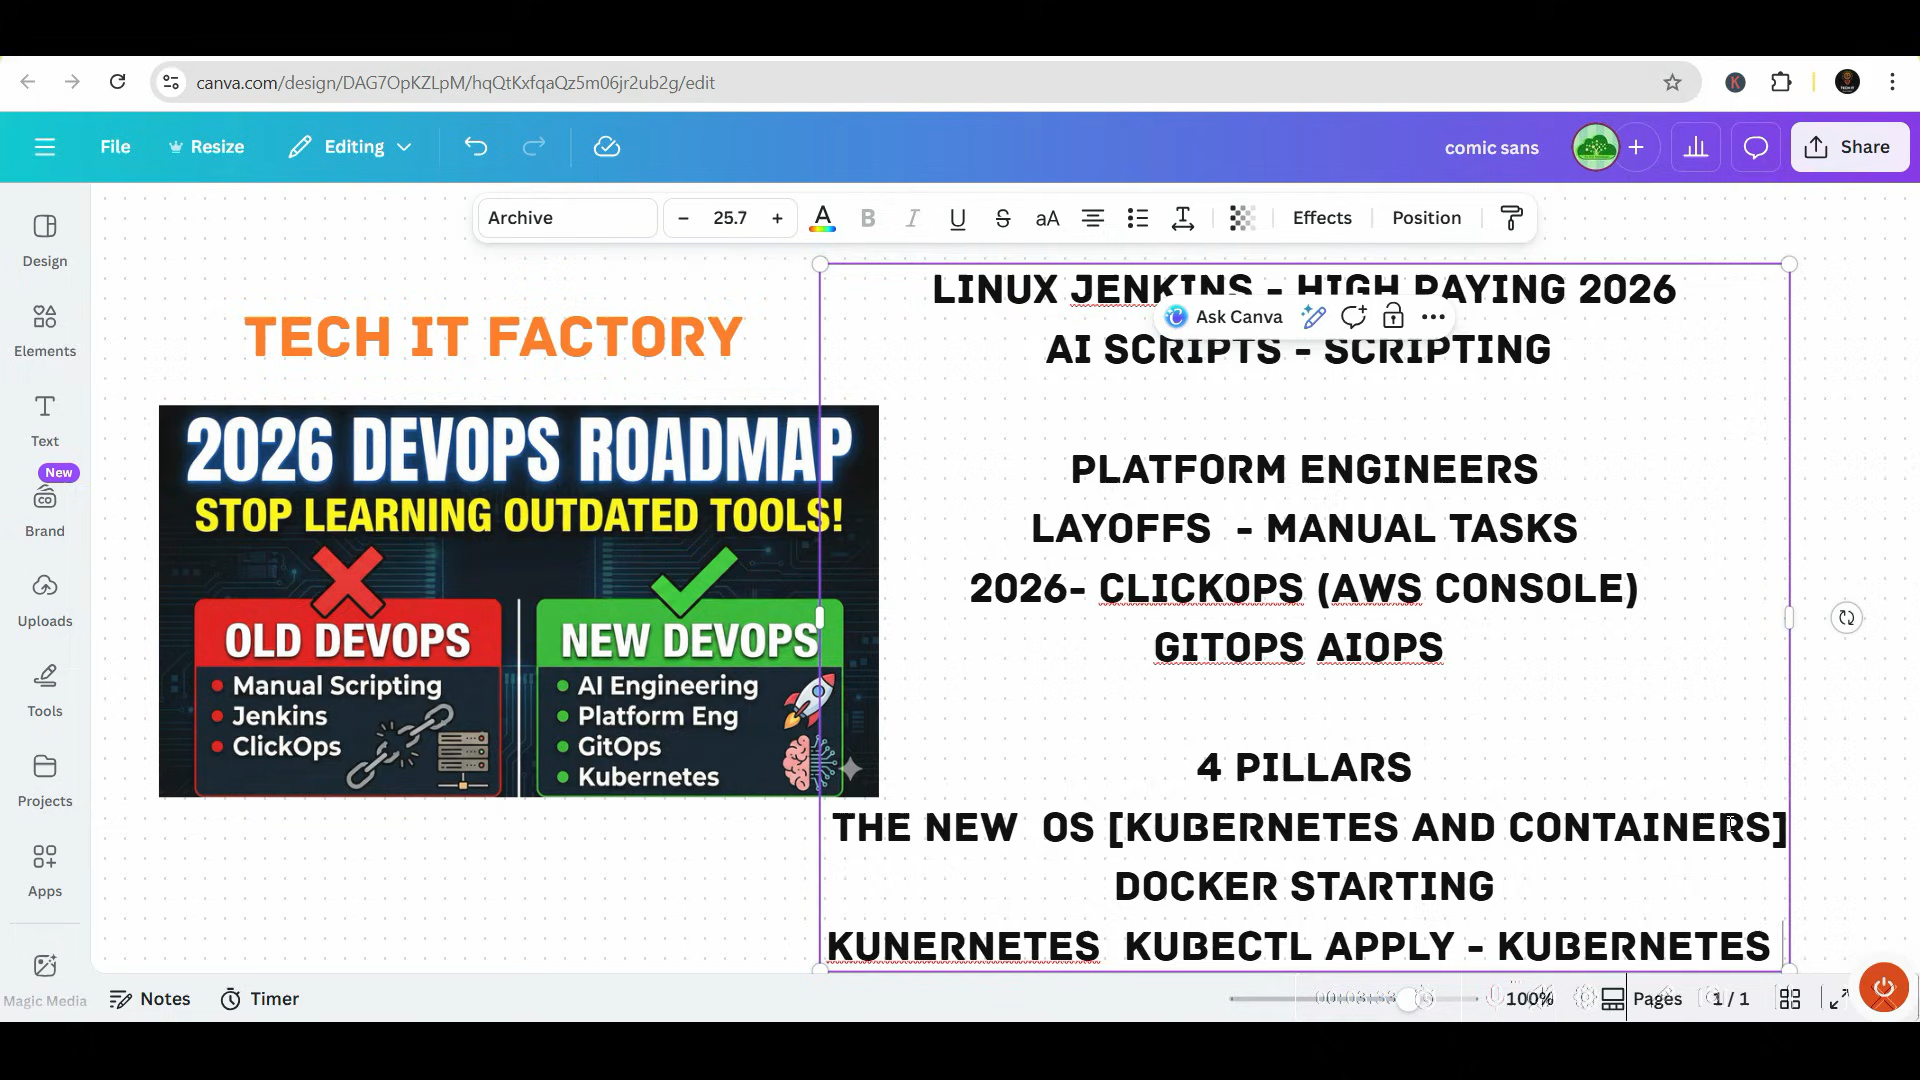 canva.com/design/DAG7OpKZLpM/hqQtKxfqaQz5m06jr2ub2g/edit
K
File
Resize
Editing
comic sans
Share
Archive
25.7
A
B
I
U
S
aA
Effects
Position
Design
Elements
Text
New
Brand
Uploads
Tools
Projects
Apps
Magic Media
TECH IT FACTORY
2026 DEVOPS ROADMAP
STOP LEARNING OUTDATED TOOLS!
OLD DEVOPS
Manual Scripting
Jenkins
ClickOps
NEW DEVOPS
AI Engineering
Platform Eng
GitOps
Kubernetes
LINUX JENKINS - HIGH PAYING 2026
Ask Canva
AI SCRIPTS - SCRIPTING
PLATFORM ENGINEERS
LAYOFFS - MANUAL TASKS
2026- CLICKOPS (AWS CONSOLE)
GITOPS AIOPS
4 PILLARS
THE NEW OS [KUBERNETES AND CONTAINERS]
DOCKER STARTING
KUNERNETES KUBECTL APPLY - KUBERNETES
Notes
Timer
100%
Pages
1 / 1